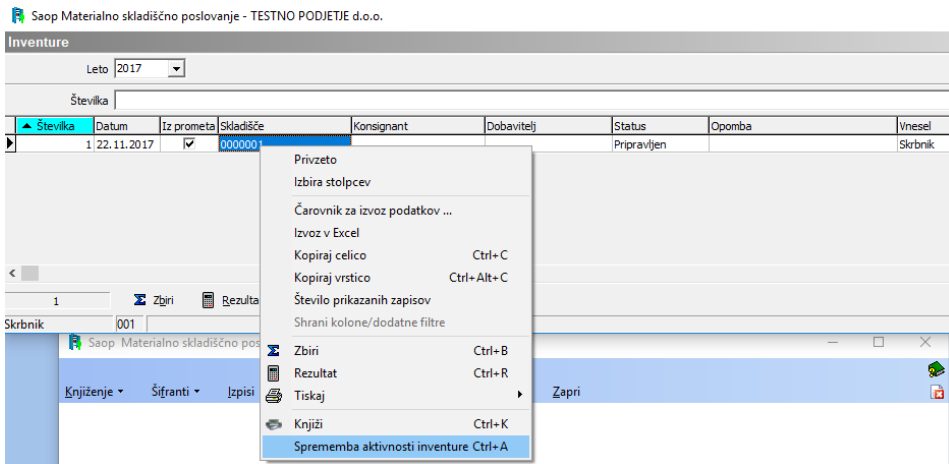 Saop Materialno skladiščno poslovanje - TESTNO PODJETJE d.o.o.
Inventure
Leto 2017
Številka
Številka Datum Iz prometa Skladišče Konsignant Dobavitelj Status Opomba Vnesel
1 22.11.2017 0000001 Pripravljen Skrbnik
Privzeto
Izbira stolpcev
Čarovnik za izvoz podatkov ...
Izvoz v Excel
Kopiraj celico Ctrl+C
Kopiraj vrstico Ctrl+Alt+C
Število prikazanih zapisov
Shrani kolone/dodatne filtre
Zbiri Ctrl+B
Rezultat Ctrl+R
Tiskaj
Knjiži Ctrl+K
Sprememba aktivnosti inventure Ctrl+A
1 Zbiri Rezulta
Skrbnik 001
Saop Materialno skladiščno pos
Knjiženje Šifranti Izpisi Zapri